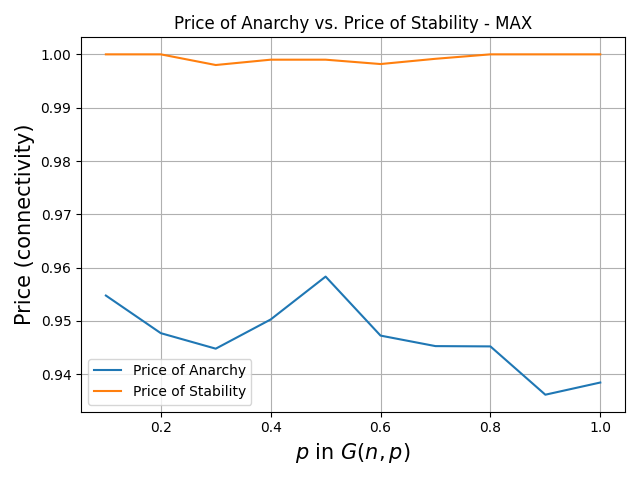 Price of Anarchy vs. Price of Stability - MAX
Price (connectivity)
1.00
0.99
0.98
0.97
0.96
0.95
0.94
Price of Anarchy
Price of Stability
0.2 0.4 0.6 0.8 1.0
p in G(n, p)